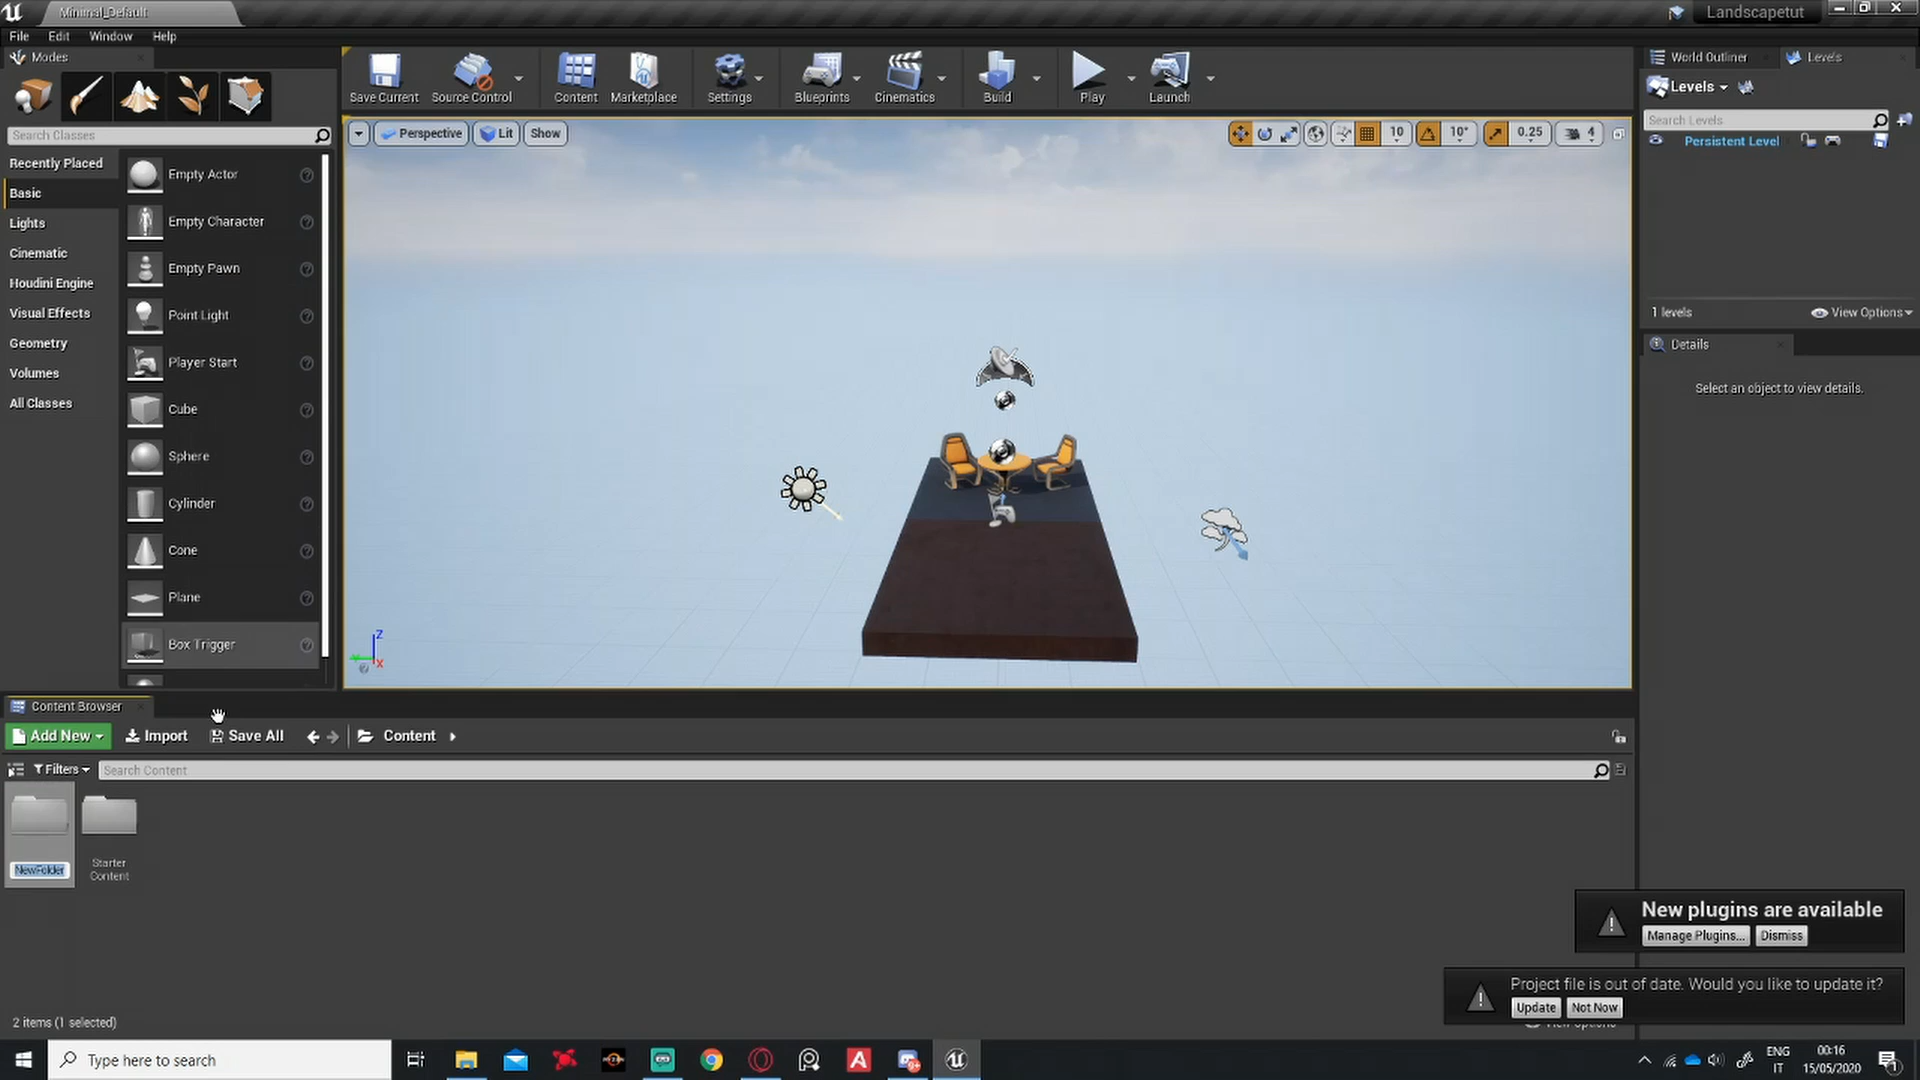 Minimal_Default
Landscapetut
File Edit Window Help
Modes
Search Classes
Recently Placed
Basic
Lights
Cinematic
Houdini Engine
Visual Effects
Geometry
Volumes
All Classes
Empty Actor
Empty Character
Empty Pawn
Point Light
Player Start
Cube
Sphere
Cylinder
Cone
Plane
Box Trigger
Save Current
Source Control
Content
Marketplace
Settings
Blueprints
Cinematics
Build
Play
Launch
Perspective
Lit
Show
10
10°
0.25
4
Z
X
World Outliner
Levels
Levels
Search Levels
Persistent Level
1 levels
View Options
Details
Select an object to view details.
Content Browser
Add New
Import
Save All
Content
Filters
Search Content
NewFolder
Starter
Content
2 items (1 selected)
New plugins are available
Manage Plugins...
Dismiss
Project file is out of date. Would you like to update it?
Update
Not Now
View Options
Type here to search
ENG
IT
00:16
15/05/2020